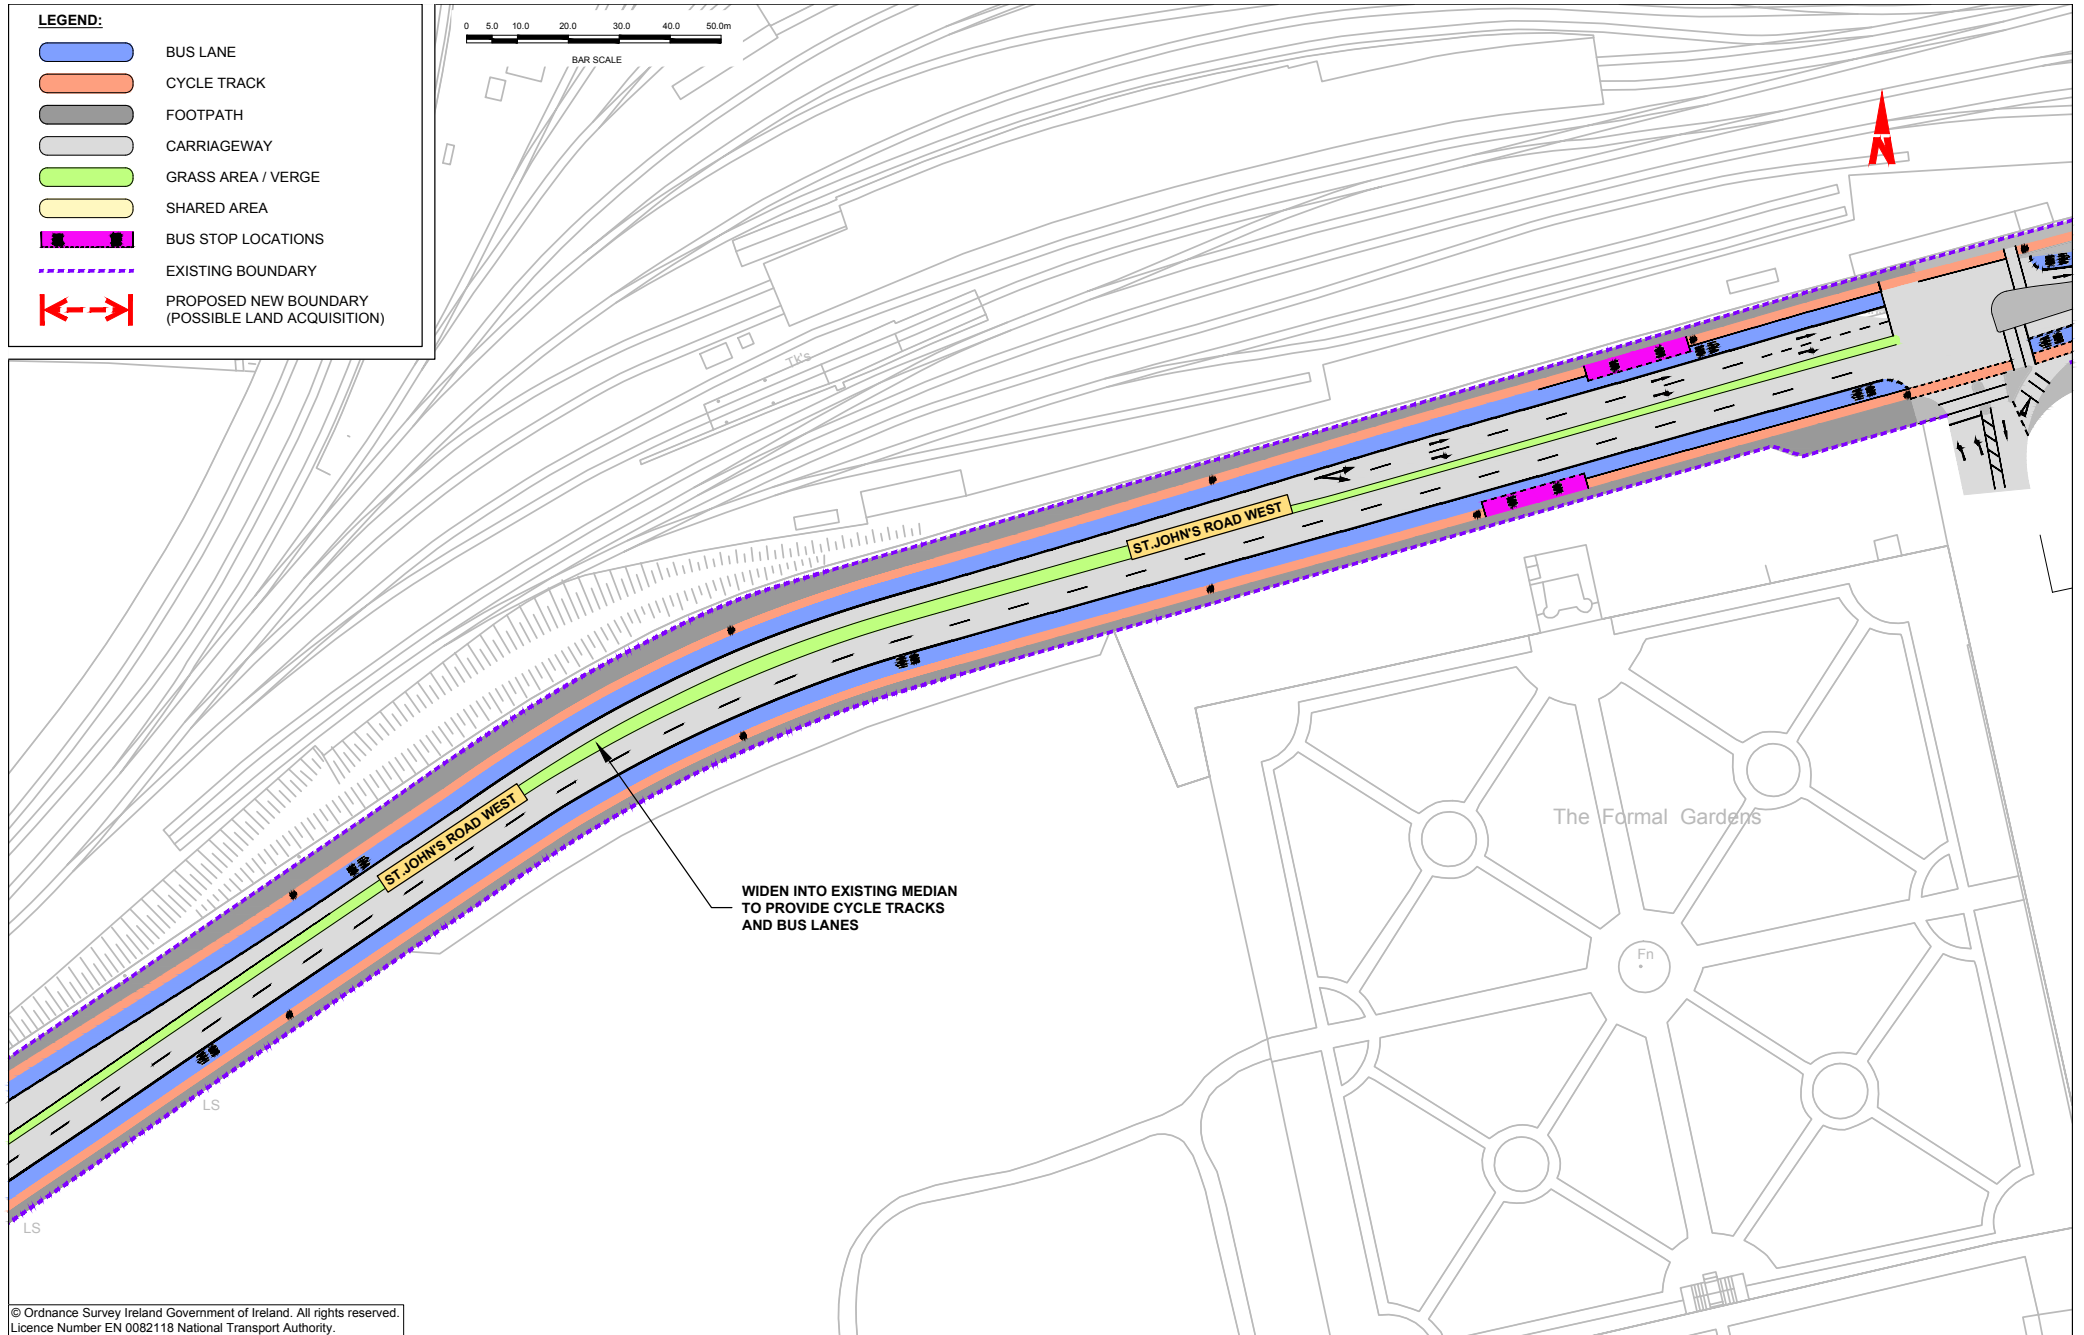 LEGEND:
BUS LANE
CYCLE TRACK
FOOTPATH
CARRIAGEWAY
GRASS AREA / VERGE
SHARED AREA
BUS STOP LOCATIONS
EXISTING BOUNDARY
PROPOSED NEW BOUNDARY
(POSSIBLE LAND ACQUISITION)
0 5.0 10.0 20.0 30.0 40.0 50.0m
BAR SCALE
N
Tk's
ST.JOHN'S ROAD WEST
ST.JOHN'S ROAD WEST
The Formal Gardens
WIDEN INTO EXISTING MEDIAN
TO PROVIDE CYCLE TRACKS
AND BUS LANES
Fn
LS
LS
© Ordnance Survey Ireland Government of Ireland. All rights reserved.
Licence Number EN 0082118 National Transport Authority.